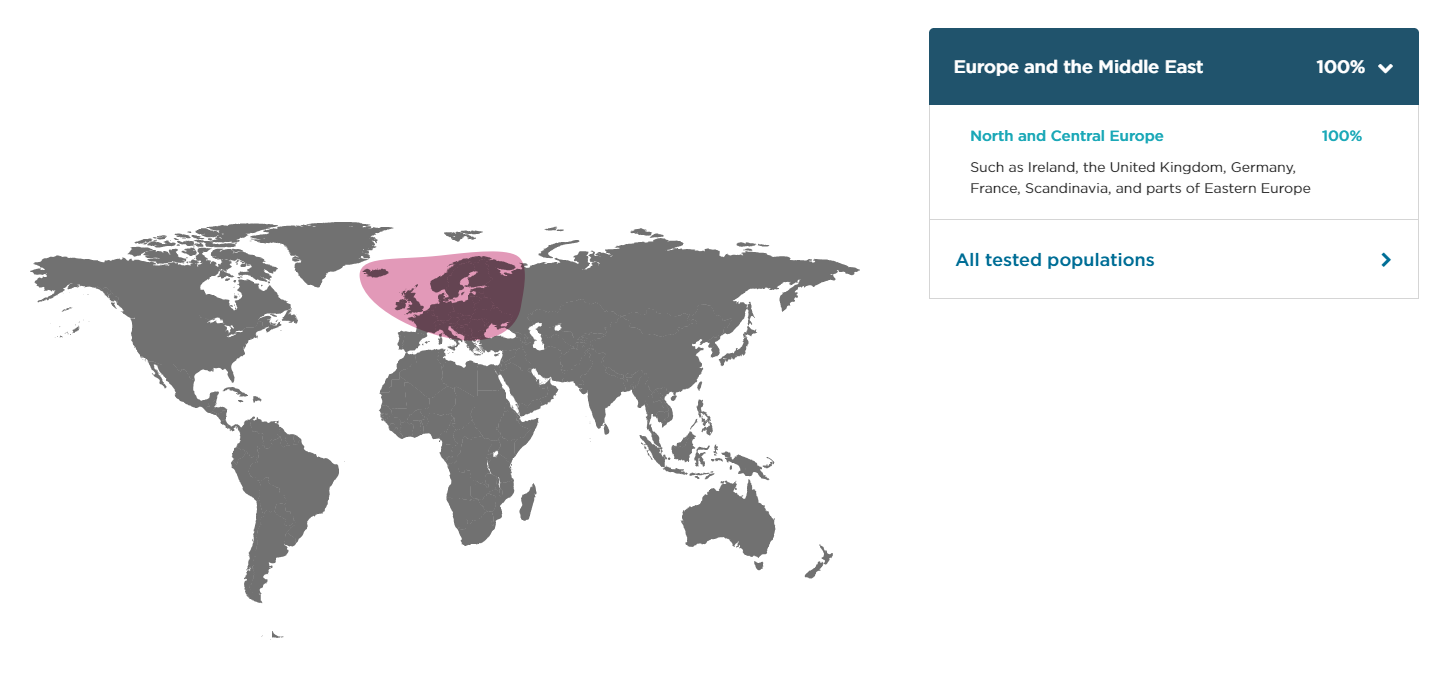 Europe and the Middle East 100%
North and Central Europe 100%
Such as Ireland, the United Kingdom, Germany,
France, Scandinavia, and parts of Eastern Europe
All tested populations